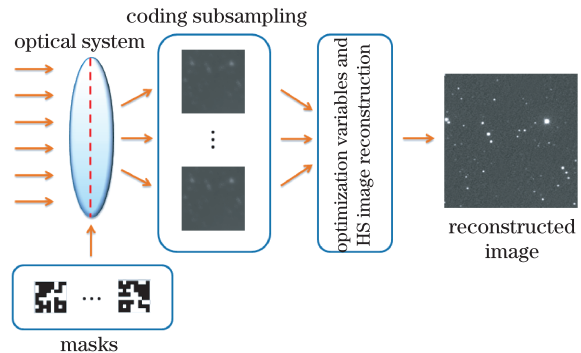 coding subsampling
optical system
optimization variables and
HS image reconstruction
reconstructed
image
masks